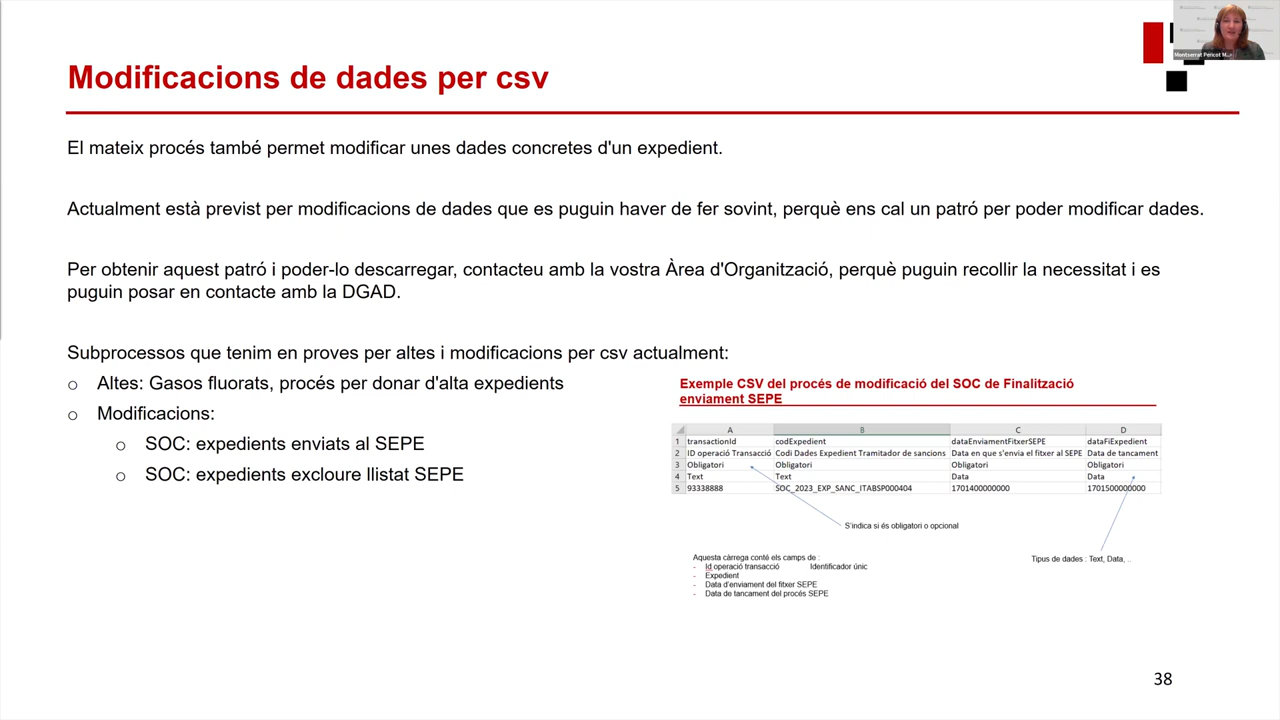 Montserrat Pericot M
Modificacions de dades per csv
El mateix procés també permet modificar unes dades concretes d'un expedient.
Actualment està previst per modificacions de dades que es puguin haver de fer sovint, perquè ens cal un patró per poder modificar dades.
Per obtenir aquest patró i poder-lo descarregar, contacteu amb la vostra Àrea d'Organització, perquè puguin recollir la necessitat i es
puguin posar en contacte amb la DGAD.
Subprocessos que tenim en proves per altes i modificacions per csv actualment:
o Altes: Gasos fluorats, procés per donar d'alta expedients
o Modificacions:
o SOC: expedients enviats al SEPE
o SOC: expedients excloure llistat SEPE
Exemple CSV del procés de modificació del SOC de Finalització
enviament SEPE
A B C D
1 transactionId codExpedient dataEnviamentFitxerSEPE dataFiExpedient
2 ID operació Transacció Codi Dades Expedient Tramitador de sancions Data en que s'envia el fitxer al SEPE Data de tancament
3 Obligatori Obligatori Obligatori Obligatori
4 Text Text Data Data
5 93338888 SOC_2023_EXP_SANC_ITABSP000404 1701400000000 1701500000000
S'indica si és obligatori o opcional
Tipus de dades : Text, Data, ..
Aquesta càrrega conté els camps de :
- Id operació transacció Identificador únic
- Expedient
- Data d'enviament del fitxer SEPE
- Data de tancament del procés SEPE
38